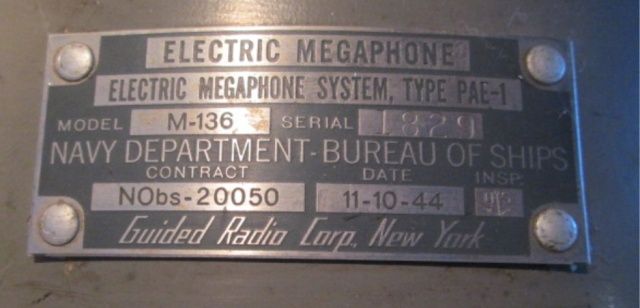 ELECTRIC MEGAPHONE
ELECTRIC MEGAPHONE SYSTEM, TYPE PAE-1
MODEL M-136 SERIAL 1829
NAVY DEPARTMENT-BUREAU OF SHIPS
CONTRACT DATE INSP.
NObs-20050 11-10-44
Guided Radio Corp., New York